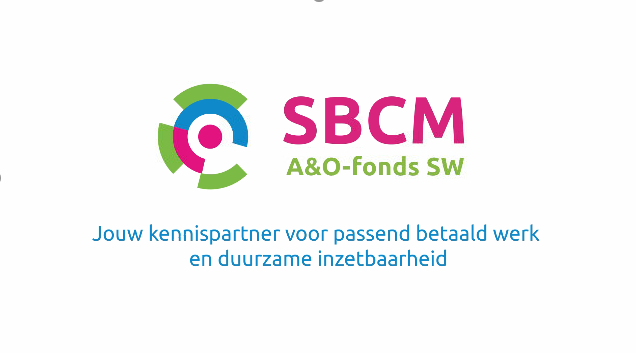 SBCM
A&O-fonds SW
Jouw kennispartner voor passend betaald werk
en duurzame inzetbaarheid